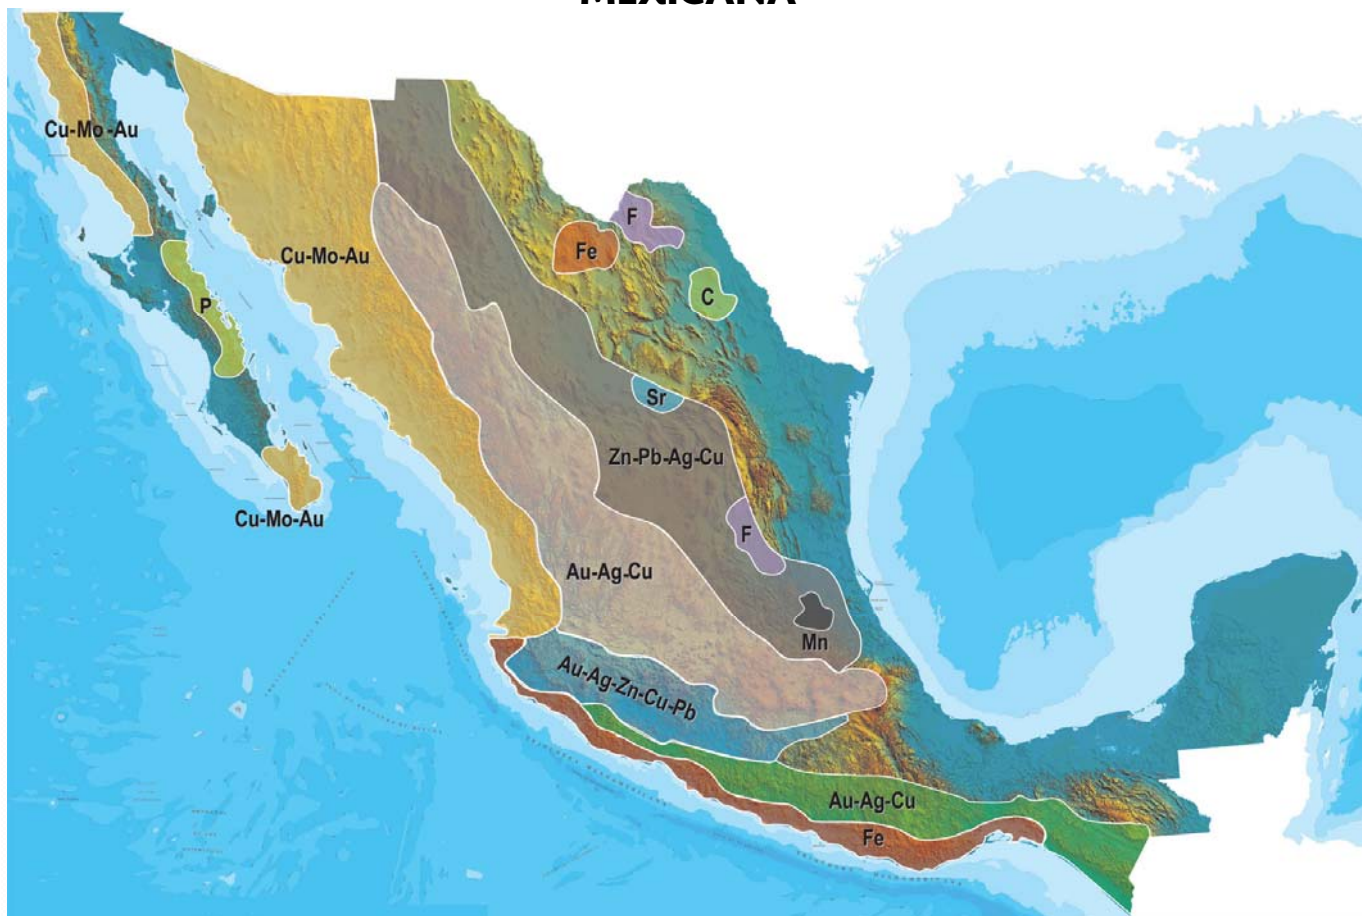 MEXICANA
Cu-Mo-Au
Cu-Mo-Au
F
Fe
C
P
Sr
Zn-Pb-Ag-Cu
Cu-Mo-Au
F
Au-Ag-Cu
Mn
Au-Ag-Zn-Cu-Pb
Au-Ag-Cu
Fe